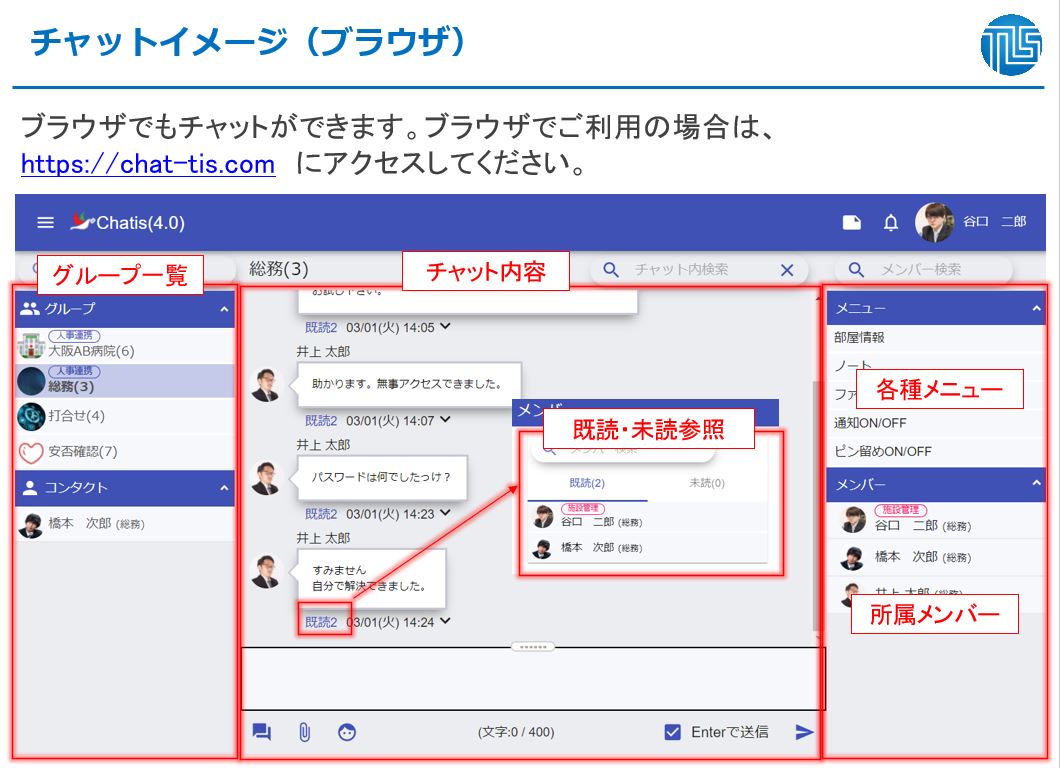 チャットイメージ（ブラウザ）
TIS
ブラウザでもチャットができます。ブラウザでご利用の場合は、
https://chat-tis.com　にアクセスしてください。
Chatis(4.0)
谷口　二郎
グループ一覧
総務(3)
チャット内容
チャット内検索
メンバー検索
グループ
人事連携
大阪AB病院(6)
人事連携
総務(3)
打合せ(4)
安否確認(7)
コンタクト
橋本　次郎 (総務)
お試し下さい。
既読2　03/01(火) 14:05
井上 太郎
助かります。無事アクセスできました。
既読2　03/01(火) 14:07
井上 太郎
パスワードは何でしたっけ？
既読2　03/01(火) 14:23
井上 太郎
すみません
自分で解決できました。
既読2　03/01(火) 14:24
既読・未読参照
メンバー検索
既読(2)　未読(0)
施設管理
谷口　二郎 (総務)
橋本　次郎 (総務)
(文字:0 / 400)
Enterで送信
メニュー
部屋情報
ノート
各種メニュー
通知ON/OFF
ピン留めON/OFF
メンバー
施設管理
谷口　二郎 (総務)
橋本　次郎 (総務)
井上 太郎 (総務)
所属メンバー